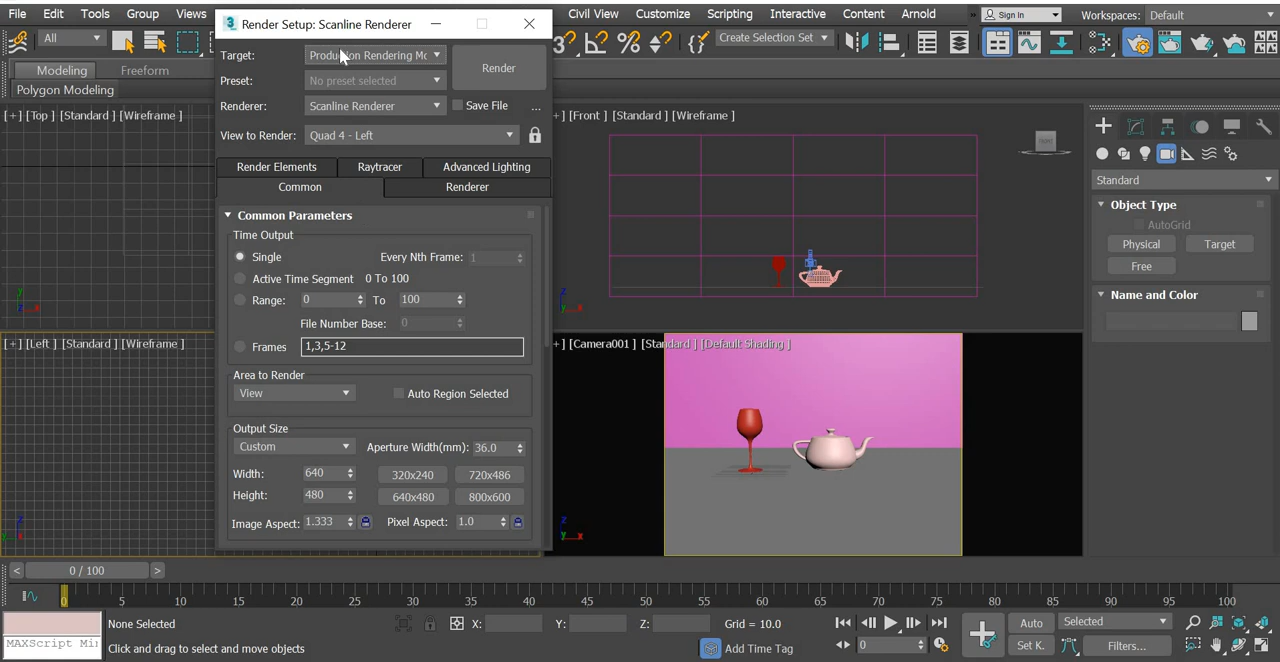 File Edit Tools Group Views
Render Setup: Scanline Renderer
Civil View Customize Scripting Interactive Content Arnold
Sign In
Workspaces: Default
All
Create Selection Set
Modeling Freeform
Polygon Modeling
Target: Production Rendering Mo
Render
Preset: No preset selected
Renderer: Scanline Renderer
Save File ...
View to Render: Quad 4 - Left
Render Elements Raytracer Advanced Lighting
Common Renderer
Common Parameters
Time Output
Single Every Nth Frame: 1
Active Time Segment 0 To 100
Range: 0 To 100
File Number Base: 0
Frames 1,3,5-12
Area to Render
View Auto Region Selected
Output Size
Custom Aperture Width(mm): 36.0
Width: 640 320x240 720x486
Height: 480 640x480 800x600
Image Aspect: 1.333 Pixel Aspect: 1.0
[+] [Top ] [Standard ] [Wireframe ]
+] [Front ] [Standard ] [Wireframe ]
[+] [Left ] [Standard ] [Wireframe ]
+] [Camera001 ] [Standard ] [Default Shading ]
y x
z x
z y
z x
Standard
Object Type
AutoGrid
Physical Target
Free
Name and Color
< 0 / 100 >
0 5 10 15 20 25 30 35 40 45 50 55 60 65 70 75 80 85 90 95 100
None Selected
X: Y: Z: Grid = 10.0
Auto Selected
MAXScript Mi
Click and drag to select and move objects
Add Time Tag
0
Set K. Filters...